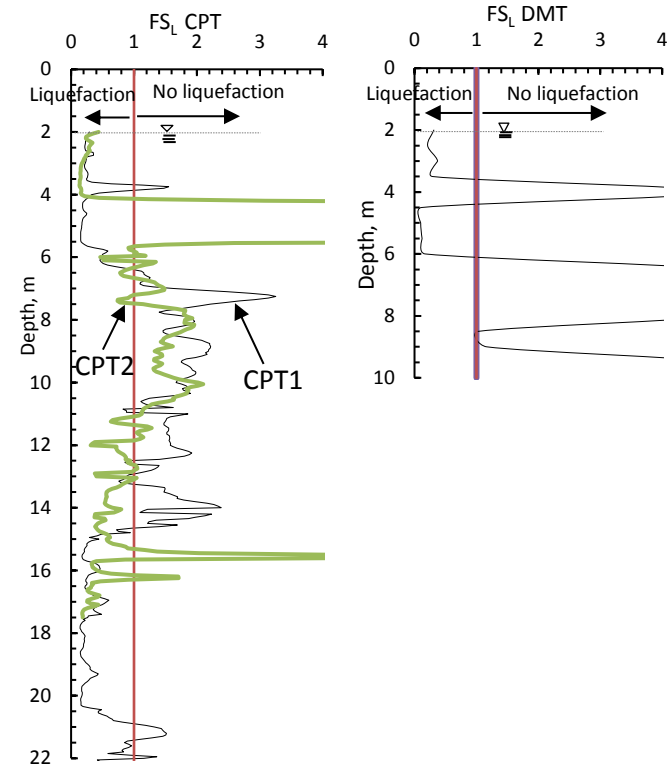 FS_L CPT
0 1 2 3 4
0
Liquefaction
No liquefaction
2
4
6
8
CPT2
CPT1
10
12
14
16
18
20
22
Depth, m
FS_L DMT
0 1 2 3 4
0
Liquefaction
No liquefaction
2
4
6
8
10
Depth, m